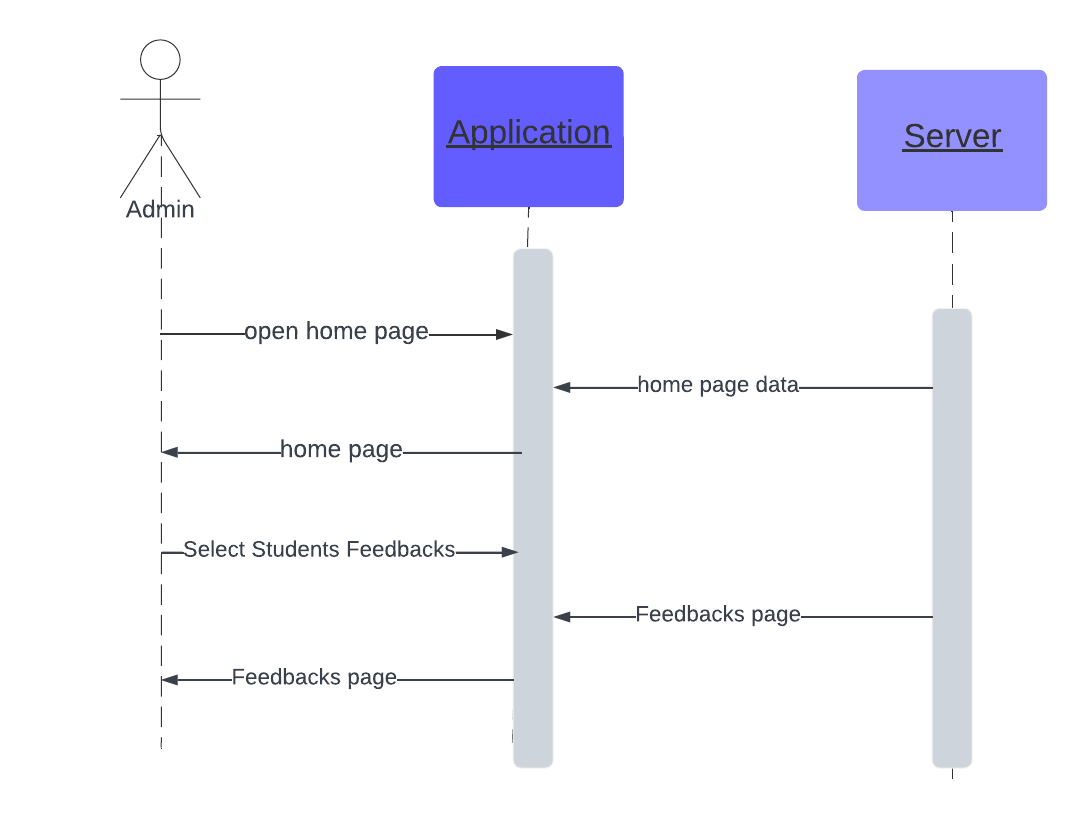 Application
Server
Admin
open home page
home page data
home page
Select Students Feedbacks
Feedbacks page
Feedbacks page